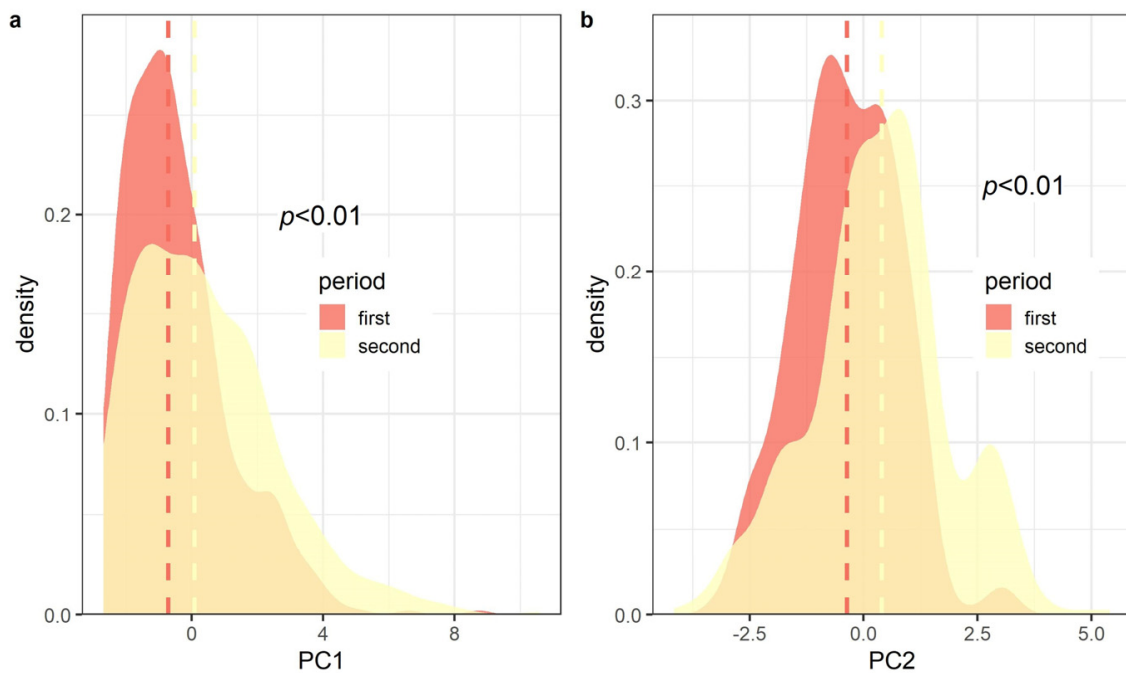 a
density
0.2
0.1
0.0
p<0.01
period
first
second
0
4
8
PC1
b
density
0.3
0.2
0.1
0.0
p<0.01
period
first
second
-2.5
0.0
2.5
5.0
PC2